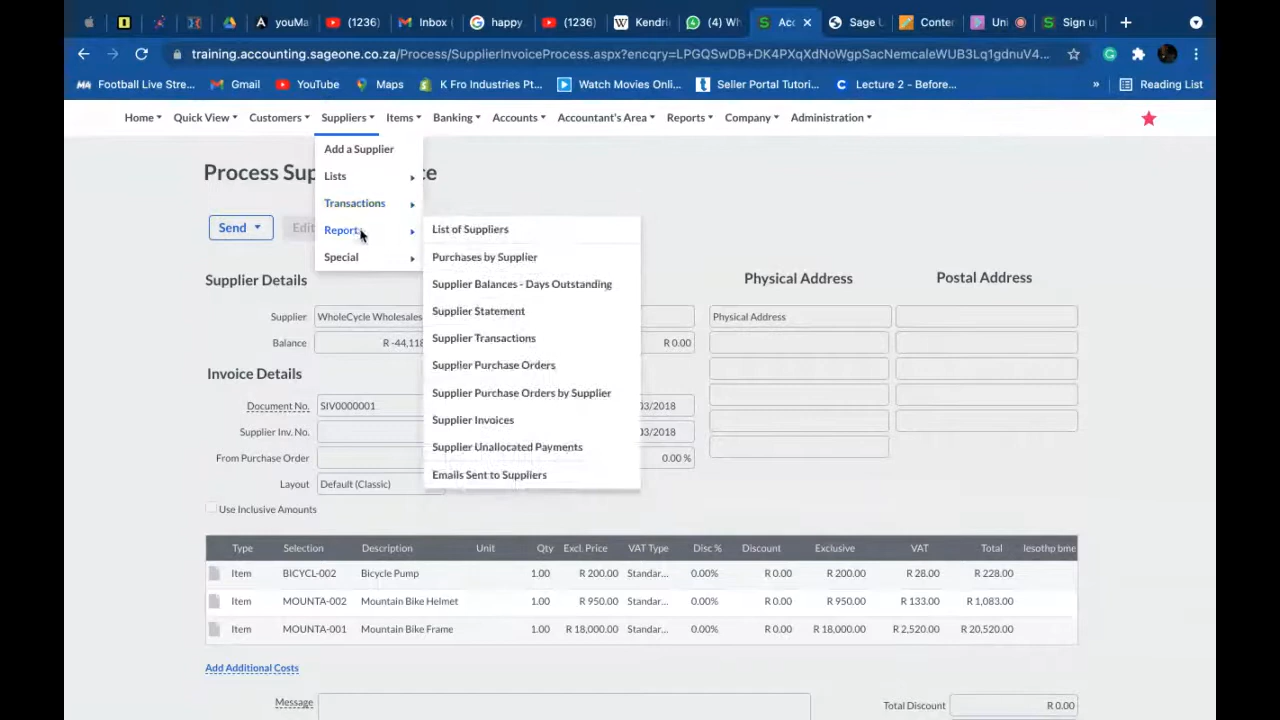 youMa
(1236)
Inbox (
happy
(1236)
Kendri
(4) Wh
Acc
Sage U
Conten
Uni
Sign up
training.accounting.sageone.co.za/Process/SupplierInvoiceProcess.aspx?encqry=LPGQSwDB+DK4PXqXdNoWgpSacNemcaleWUB3Lq1gdnuV4...
Football Live Stre...
YouTube
Gmail
YouTube
Maps
K Fro Industries Pt...
Watch Movies Onl...
Seller Portal Tutori...
Lecture 2 - Before...
»
Reading List
Home Quick View Customers Suppliers Items Banking Accounts Accountant's Area Reports Company Administration
Add a Supplier
Process Sup
e
Lists
Transactions
Send
Edi
Reports
List of Suppliers
Special
Purchases by Supplier
Supplier Details
Physical Address
Postal Address
Supplier Balances - Days Outstanding
Supplier
WholeCycle Wholesales
Supplier Statement
Physical Address
Balance
R -44,118
Supplier Transactions
R 0.00
Supplier Purchase Orders
Invoice Details
Supplier Purchase Orders by Supplier
Document No.
SIV0000001
03/2018
Supplier Invoices
Supplier Inv. No.
03/2018
Supplier Unallocated Payments
From Purchase Order
0.00 %
Emails Sent to Suppliers
Layout
Default (Classic)
Use Inclusive Amounts
Type Selection Description Unit Qty Excl. Price VAT Type Disc % Discount Exclusive VAT Total lesothp bme
Item BICYCL-002 Bicycle Pump 1.00 R 200.00 Standar... 0.00% R 0.00 R 200.00 R 28.00 R 228.00
Item MOUNTA-002 Mountain Bike Helmet 1.00 R 950.00 Standar... 0.00% R 0.00 R 950.00 R 133.00 R 1,083.00
Item MOUNTA-001 Mountain Bike Frame 1.00 R 18,000.00 Standar... 0.00% R 0.00 R 18,000.00 R 2,520.00 R 20,520.00
Add Additional Costs
Message
Total Discount
R 0.00